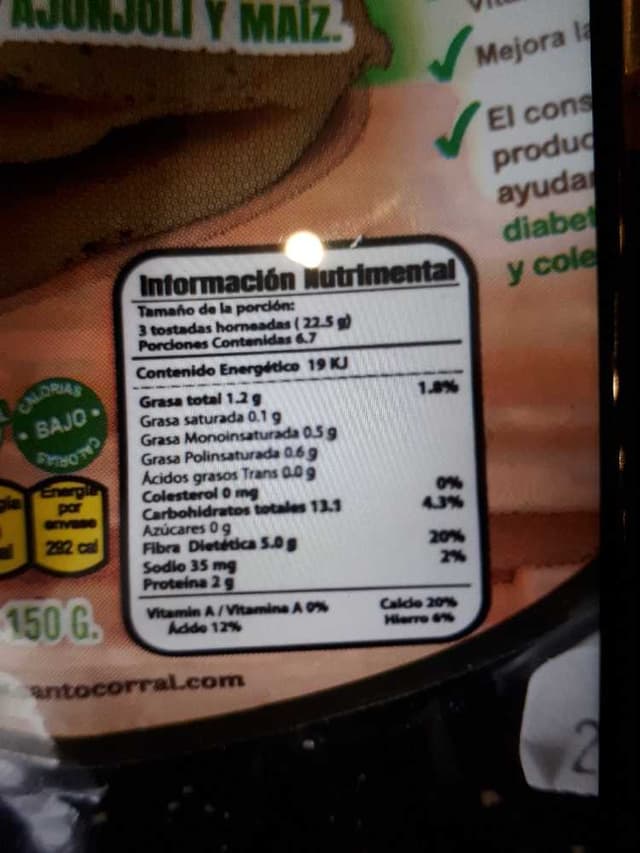 AJONJOLÍ Y MAÍZ.
Mejora la
El cons
produc
ayudar
diabet
y cole
Información Nutrimental
Tamaño de la porción:
3 tostadas horneadas ( 22.5 g)
Porciones Contenidas 6.7
Contenido Energético 19 KJ
Grasa total 1.2 g 1.8%
Grasa saturada 0.1 g
Grasa Monoinsaturada 0.5 g
Grasa Polinsaturada 0.6 g
Ácidos grasos Trans 0.0 g
Colesterol 0 mg 0%
Carbohidratos totales 13.1 4.3%
Azúcares 0 g
Fibra Dietética 5.0 g 20%
Sodio 35 mg 2%
Proteína 2 g
Vitamin A / Vitamina A 0% Calcio 20%
Ácido 12% Hierro 6%
CALORIAS
BAJO
CALORIAS
Energía
por
envase
292 cal
150 G.
antocorral.com
2